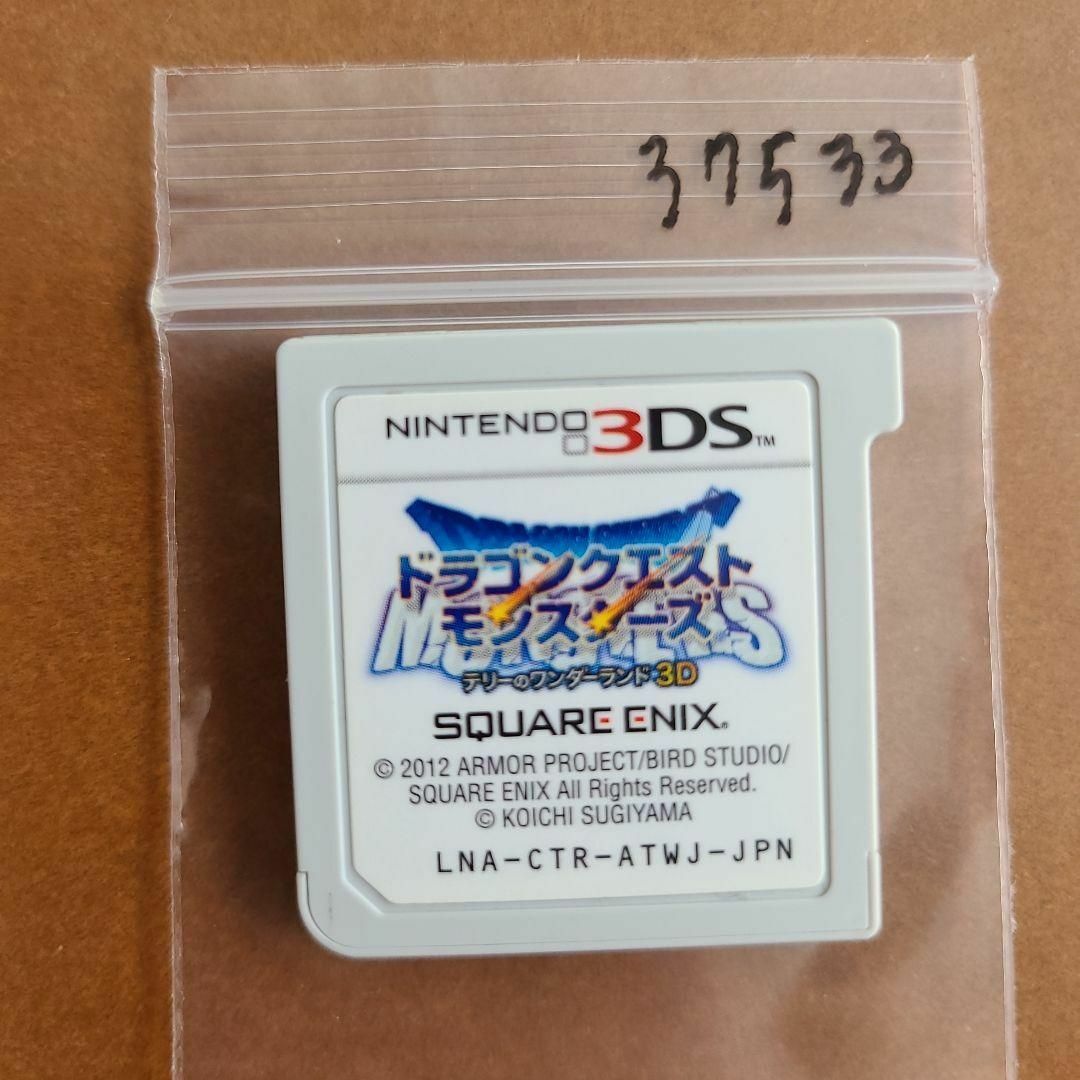 37533
NINTENDO 3DS™
ドラゴンクエスト
モンスターズ
MONSTERS
テリーのワンダーランド3D
SQUARE ENIX®
© 2012 ARMOR PROJECT/BIRD STUDIO/
SQUARE ENIX All Rights Reserved.
© KOICHI SUGIYAMA
LNA-CTR-ATWJ-JPN